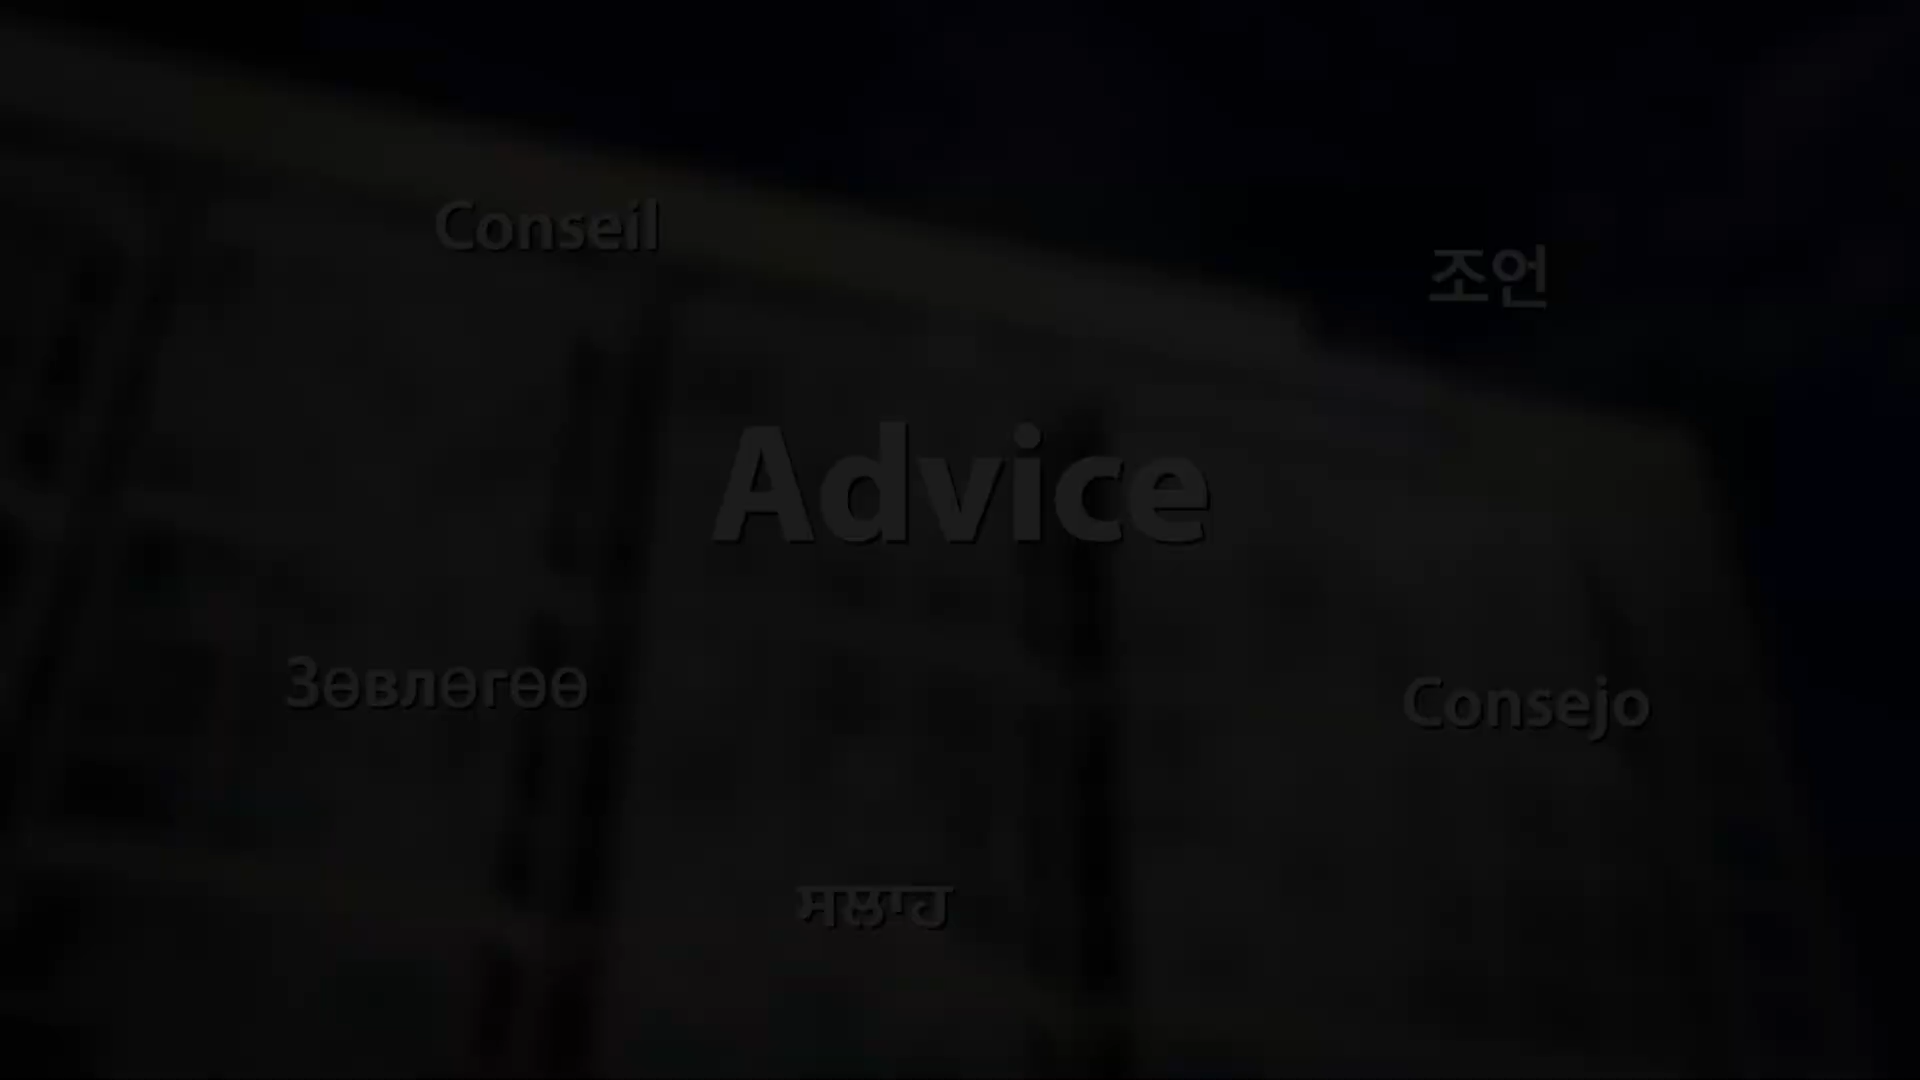 Conseil
조언
Advice
Зөвлөгөө
Consejo
ਸਲਾਹ